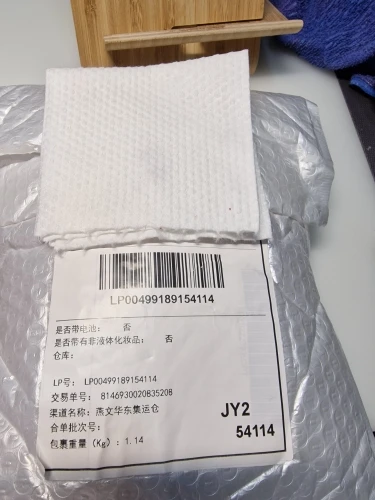 LP00499189154114
是否带电池： 否
是否带有非液体化妆品： 否
仓库：
LP号： LP00499189154114
交易单号： 8146930020835208
渠道名称：燕文华东集运仓
合单批次号：
包裹重量（Kg）：1.14
JY2
54114